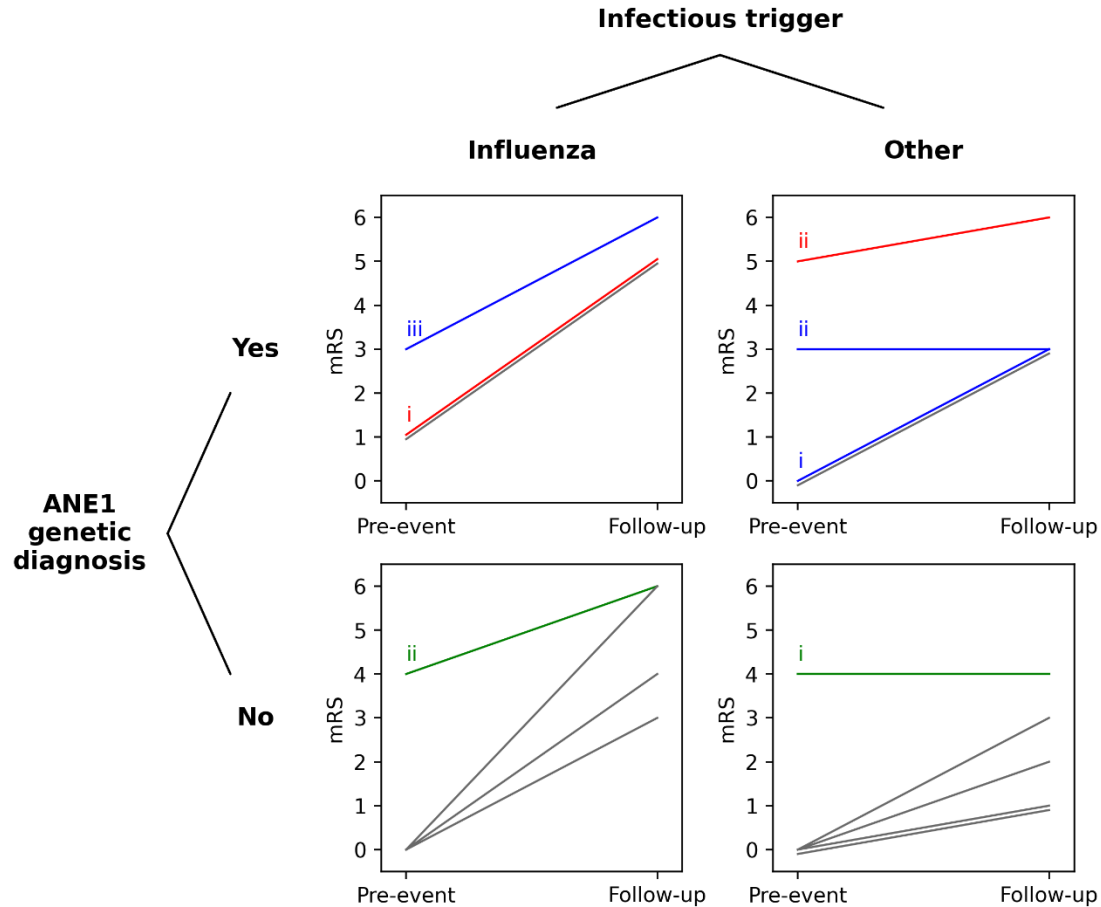 Infectious trigger
Influenza
Other
6
5
4
3
2
1
0
mRS
iii
i
Pre-event
Follow-up
6
5
4
3
2
1
0
mRS
ii
ii
i
Pre-event
Follow-up
Yes
ANE1
genetic
diagnosis
No
6
5
4
3
2
1
0
mRS
ii
Pre-event
Follow-up
6
5
4
3
2
1
0
mRS
i
Pre-event
Follow-up